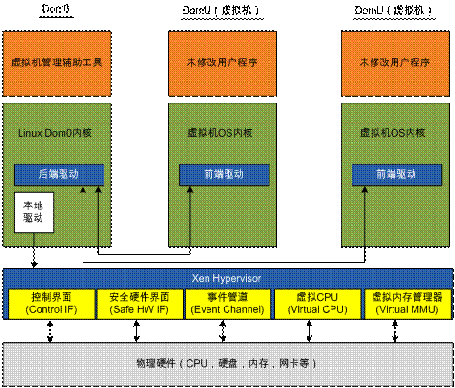 Dom0
DomU（虚拟机）
DomU（虚拟机）
虚拟机管理辅助工具
未修改用户程序
未修改用户程序
Linux Dom0内核
虚拟机OS内核
虚拟机OS内核
后端驱动
前端驱动
前端驱动
本地
驱动
Xen Hypervisor
控制界面
(Control IF)
安全硬件界面
(Safe HW IF)
事件管道
(Event Channel)
虚拟CPU
(Virtual CPU)
虚拟内存管理器
(Virtual MMU)
物理硬件（CPU，硬盘，内存，网卡等）